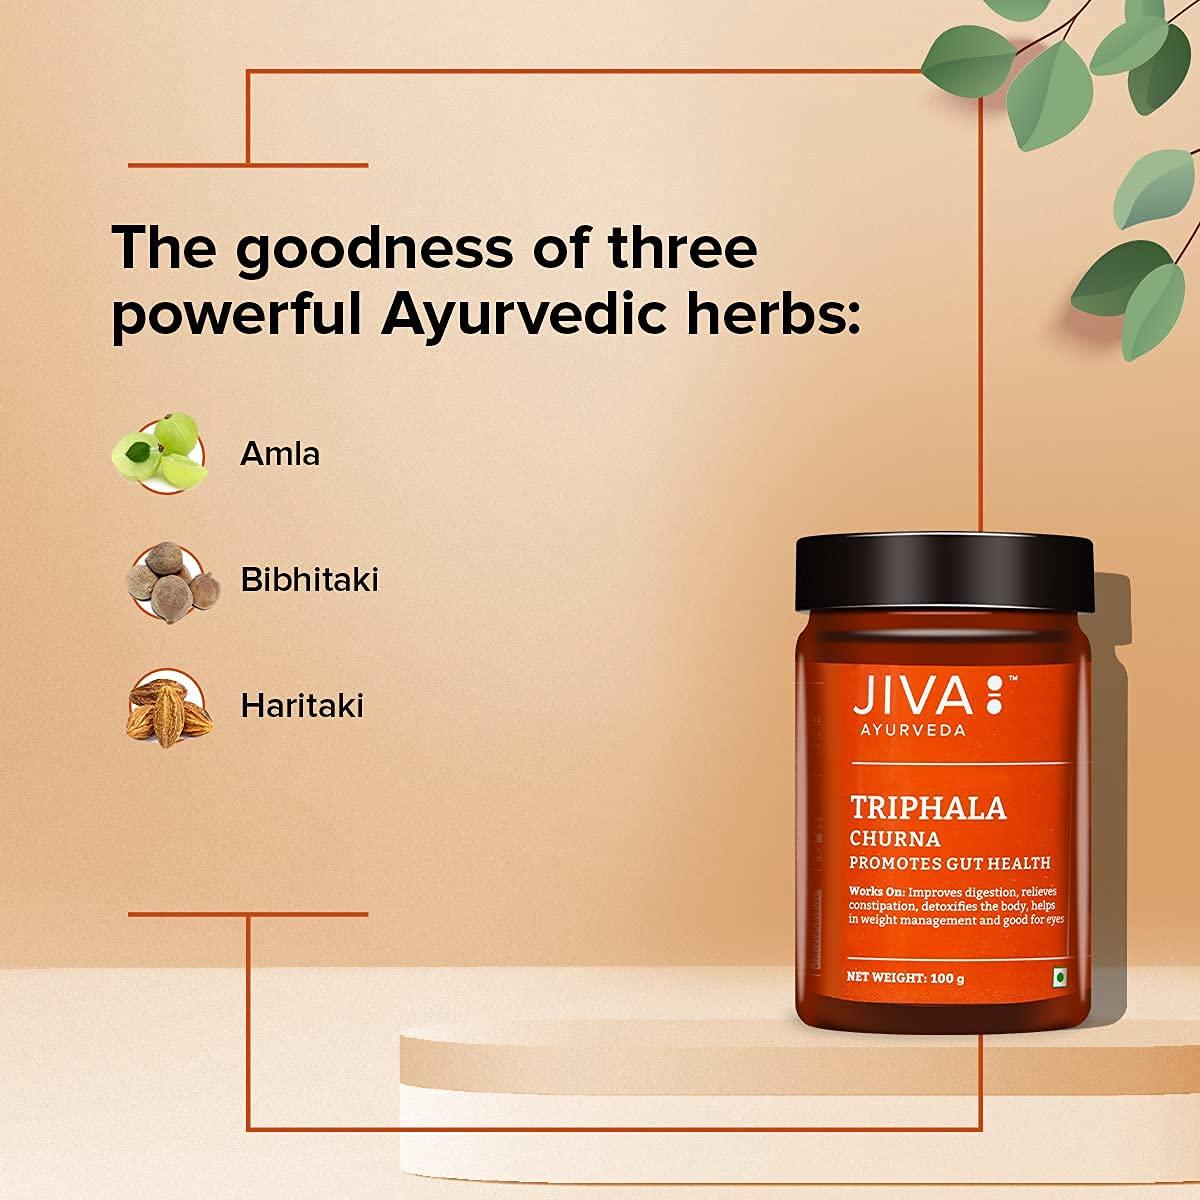 The goodness of three
powerful Ayurvedic herbs:
Amla
Bibhitaki
Haritaki
JIVA ™
AYURVEDA
TRIPHALA
CHURNA
PROMOTES GUT HEALTH
Works On: Improves digestion, relieves
constipation, detoxifies the body, helps
in weight management and good for eyes
NET WEIGHT: 100 g